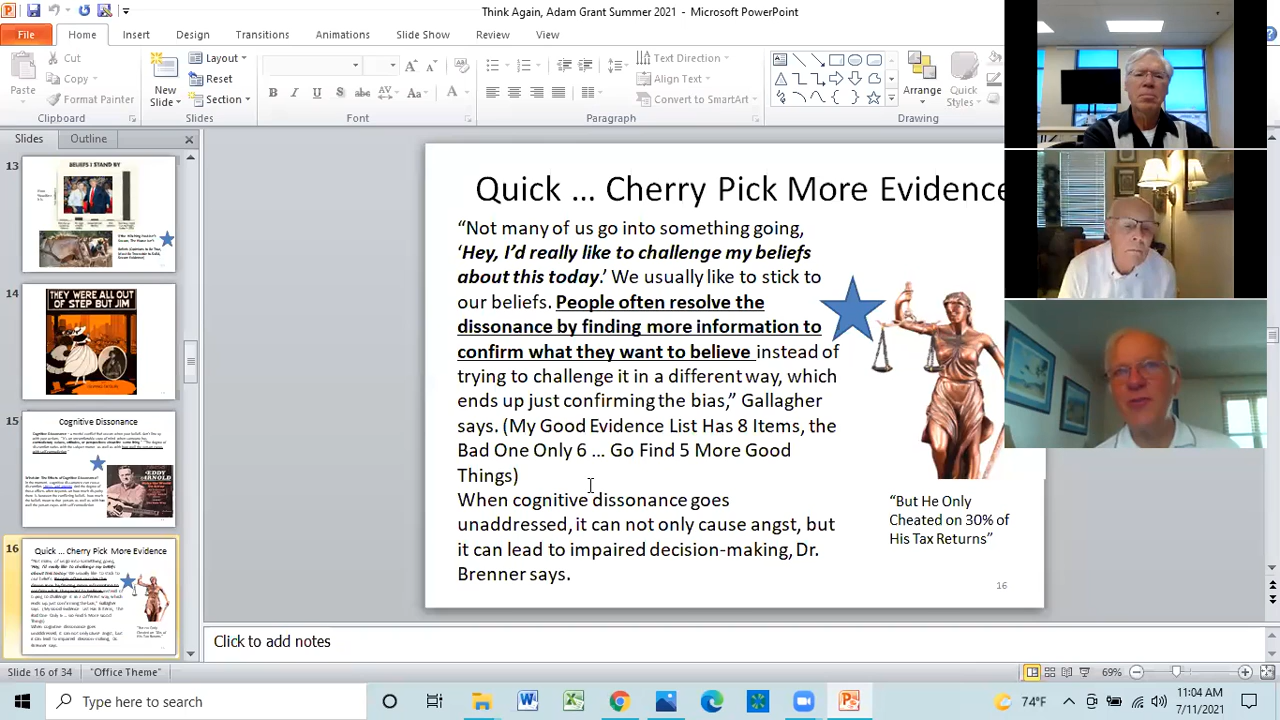 Think Again, Adam Grant Summer 2021 - Microsoft PowerPoint
File
Home
Insert
Design
Transitions
Animations
Slide Show
Review
View
Paste
Cut
Copy
Format Painter
Clipboard
New
Slide
Layout
Reset
Section
Slides
Font
Text Direction
Align Text
Convert to SmartArt
Paragraph
Arrange
Quick
Styles
Drawing
Slides
Outline
13
BELIEFS I STAND BY
14
THEY WERE ALL OUT
OF STEP BUT JIM
15
Cognitive Dissonance
EDDY
ARNOLD
16
Quick ... Cherry Pick More Evidence
Quick ... Cherry Pick More Evidence
“Not many of us go into something going,
‘Hey, I’d really like to challenge my beliefs
about this today.’ We usually like to stick to
our beliefs. People often resolve the
dissonance by finding more information to
confirm what they want to believe instead of
trying to challenge it in a different way, which
ends up just confirming the bias,” Gallagher
says. (My Good Evidence List Has 8 Items, the
Bad One Only 6 ... Go Find 5 More Good
Things)
When cognitive dissonance goes
unaddressed, it can not only cause angst, but
it can lead to impaired decision-making, Dr.
Brenner says.
“But He Only
Cheated on 30% of
His Tax Returns”
16
Click to add notes
Slide 16 of 34
"Office Theme"
69%
Type here to search
74°F
11:04 AM
7/11/2021